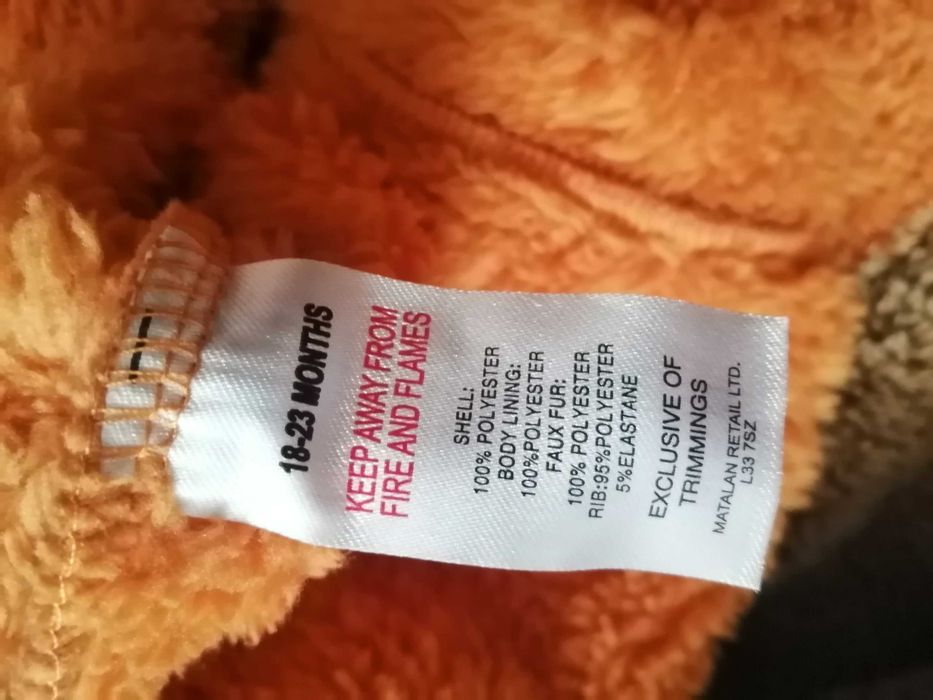 18-23 MONTHS
KEEP AWAY FROM
FIRE AND FLAMES
SHELL:
100% POLYESTER
BODY LINING:
100%POLYESTER
FAUX FUR:
100% POLYESTER
RIB:95%POLYESTER
5%ELASTANE
EXCLUSIVE OF
TRIMMINGS
MATALAN RETAIL LTD.
L33 7SZ